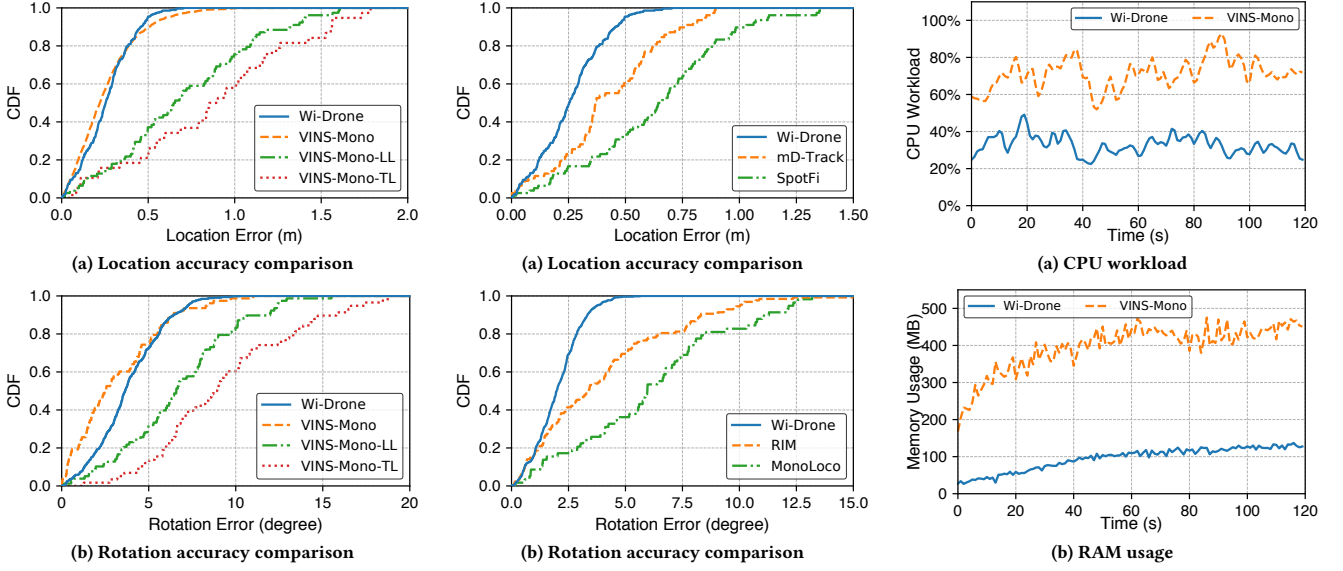 1.0
0.8
0.6
0.4
0.2
0.0
CDF
Wi-Drone
VINS-Mono
VINS-Mono-LL
VINS-Mono-TL
0.0 0.5 1.0 1.5 2.0
Location Error (m)
(a) Location accuracy comparison
1.0
0.8
0.6
0.4
0.2
0.0
CDF
Wi-Drone
mD-Track
SpotFi
0.00 0.25 0.50 0.75 1.00 1.25 1.50
Location Error (m)
(a) Location accuracy comparison
Wi-Drone VINS-Mono
100%
80%
60%
40%
20%
0%
CPU Workload
0 20 40 60 80 100 120
Time (s)
(a) CPU workload
1.0
0.8
0.6
0.4
0.2
0.0
CDF
Wi-Drone
VINS-Mono
VINS-Mono-LL
VINS-Mono-TL
0 5 10 15 20
Rotation Error (degree)
(b) Rotation accuracy comparison
1.0
0.8
0.6
0.4
0.2
0.0
CDF
Wi-Drone
RIM
MonoLoco
0.0 2.5 5.0 7.5 10.0 12.5 15.0
Rotation Error (degree)
(b) Rotation accuracy comparison
Wi-Drone VINS-Mono
500
400
300
200
100
0
Memory Usage (MB)
0 20 40 60 80 100 120
Time (s)
(b) RAM usage